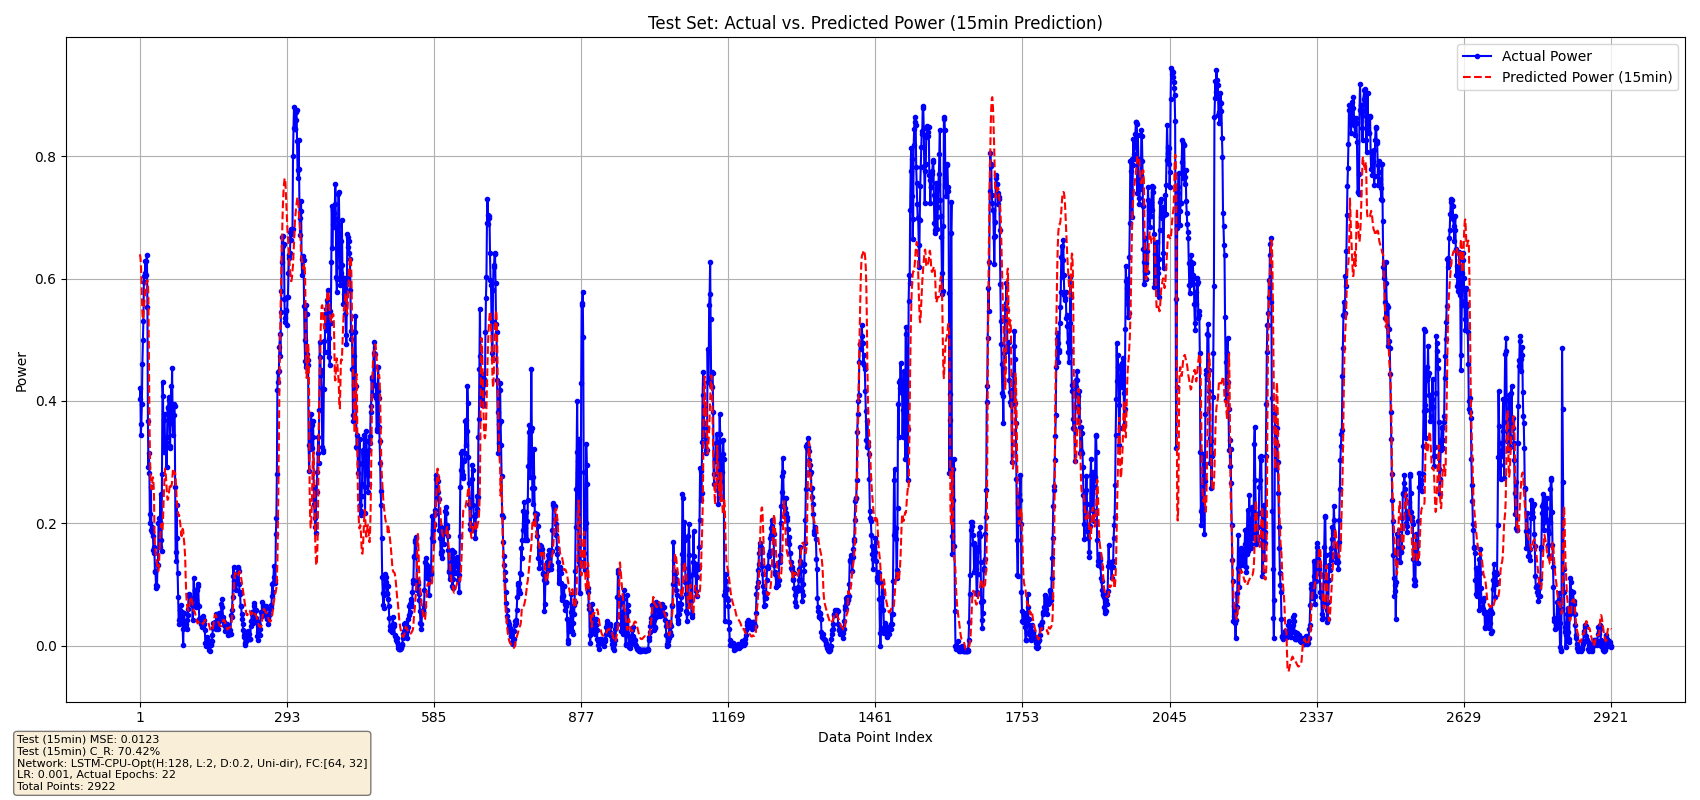 Test Set: Actual vs. Predicted Power (15min Prediction)
Actual Power
Predicted Power (15min)
Power
0.8
0.6
0.4
0.2
0.0
1 293 585 877 1169 1461 1753 2045 2337 2629 2921
Data Point Index
Test (15min) MSE: 0.0123
Test (15min) C_R: 70.42%
Network: LSTM-CPU-Opt(H:128, L:2, D:0.2, Uni-dir), FC:[64, 32]
LR: 0.001, Actual Epochs: 22
Total Points: 2922